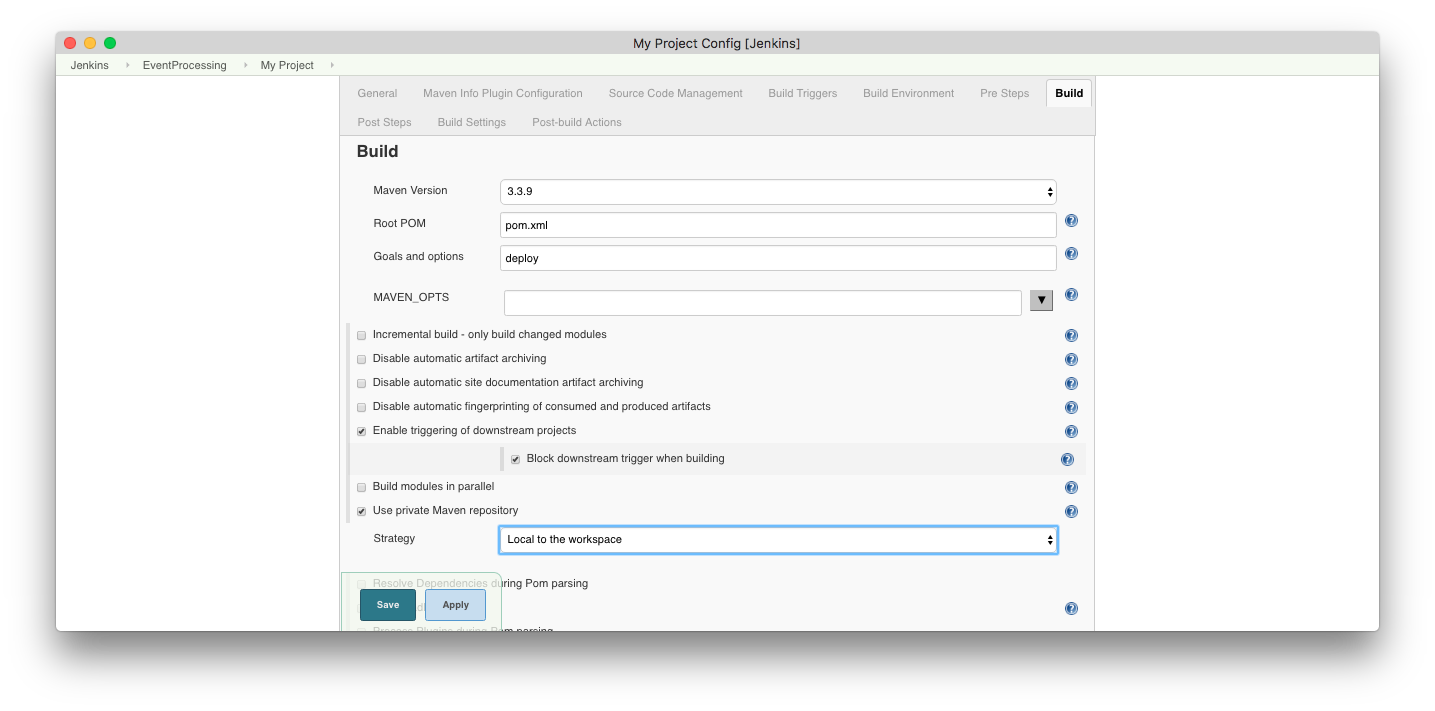 My Project Config [Jenkins]
Jenkins EventProcessing My Project
General Maven Info Plugin Configuration Source Code Management Build Triggers Build Environment Pre Steps Build
Post Steps Build Settings Post-build Actions
Build
Maven Version 3.3.9
Root POM pom.xml
Goals and options deploy
MAVEN_OPTS
Incremental build - only build changed modules
Disable automatic artifact archiving
Disable automatic site documentation artifact archiving
Disable automatic fingerprinting of consumed and produced artifacts
Enable triggering of downstream projects
Block downstream trigger when building
Build modules in parallel
Use private Maven repository
Strategy Local to the workspace
Resolve Dependencies during Pom parsing
Save Apply
Process Plugins during Pom parsing